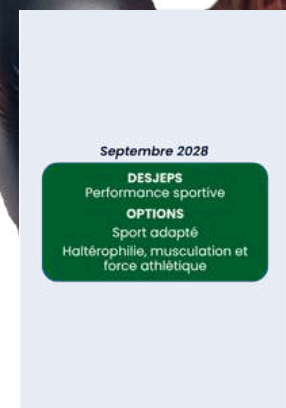 Septembre 2028
DESJEPS
Performance sportive
OPTIONS
Sport adapté
Haltérophilie, musculation et
force athlétique